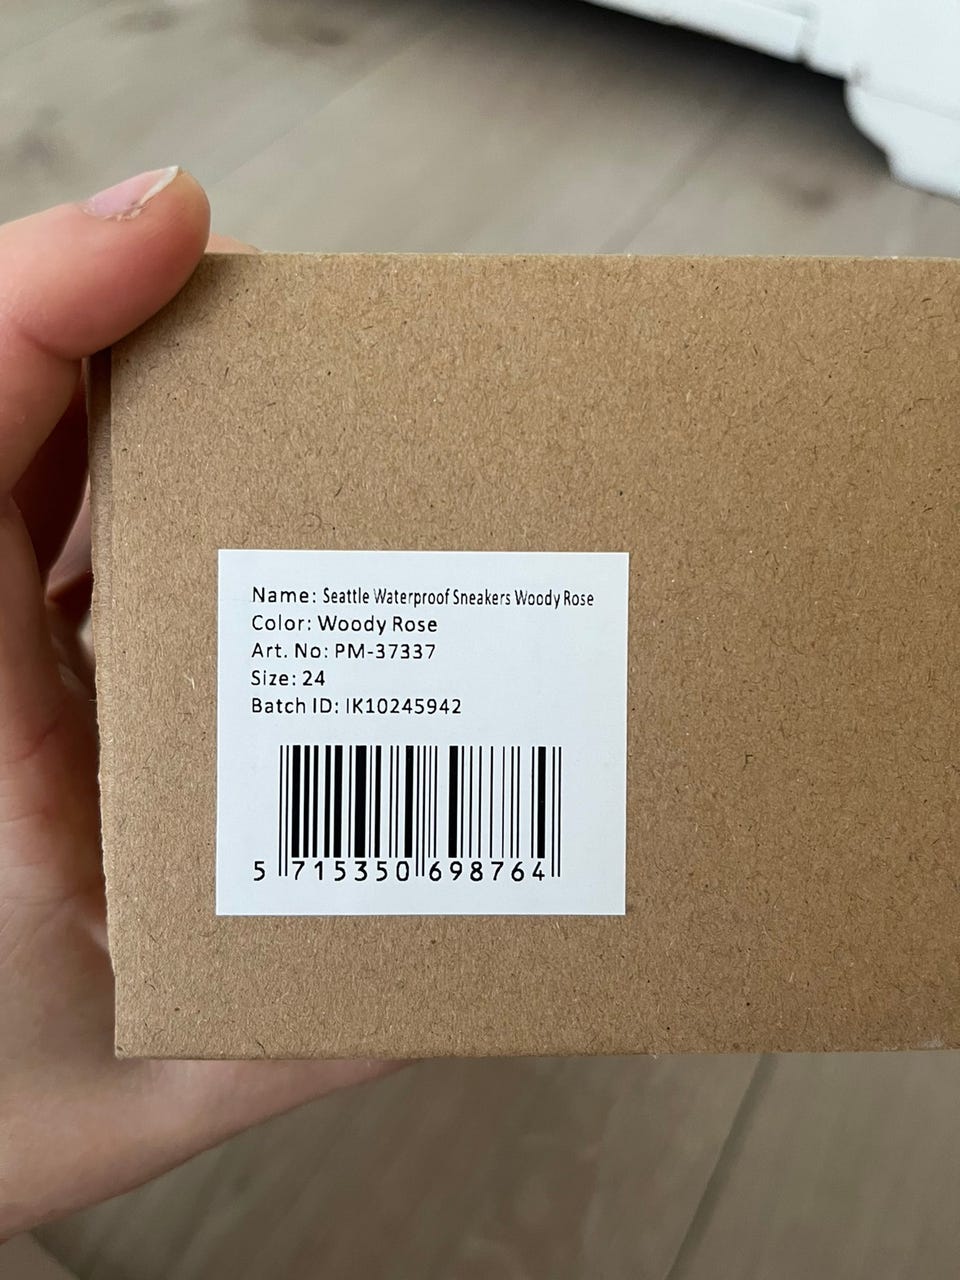 Name: Seattle Waterproof Sneakers Woody Rose
Color: Woody Rose
Art. No: PM-37337
Size: 24
Batch ID: IK10245942
5 715350 698764